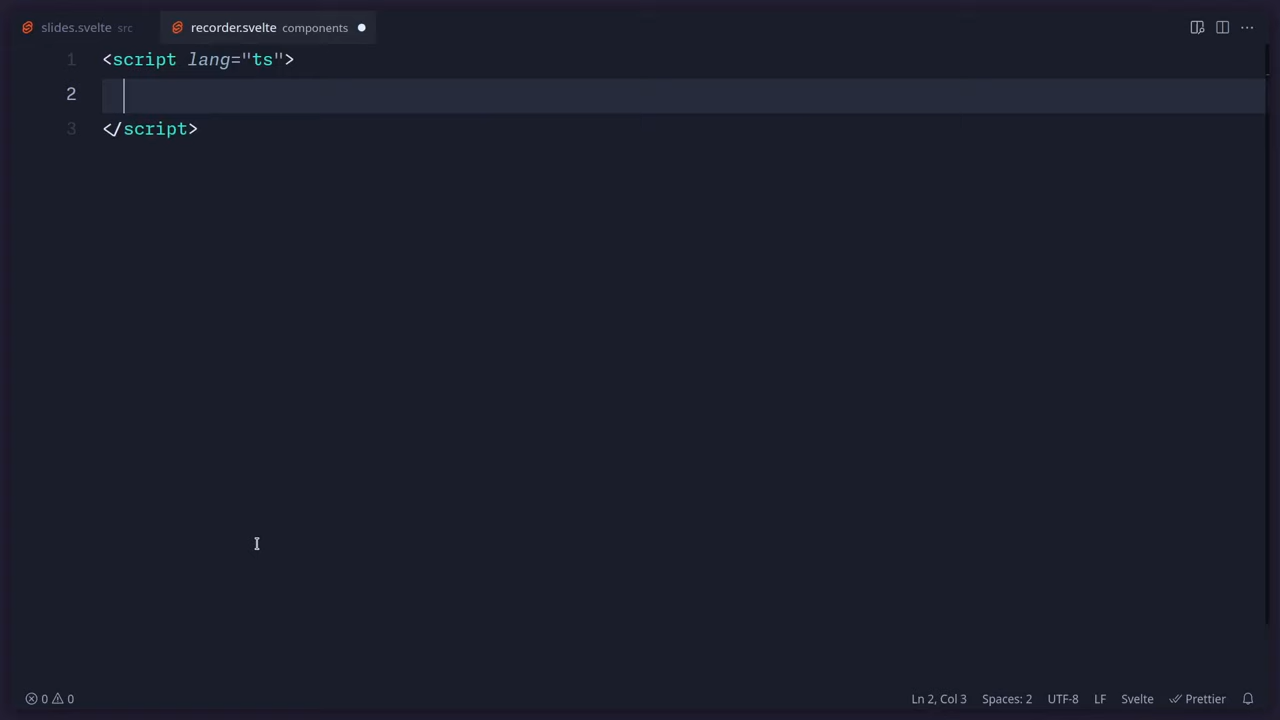 slides.svelte src
recorder.svelte components
1 <script lang="ts">
2
3 </script>
0 0
Ln 2, Col 3 Spaces: 2 UTF-8 LF Svelte Prettier